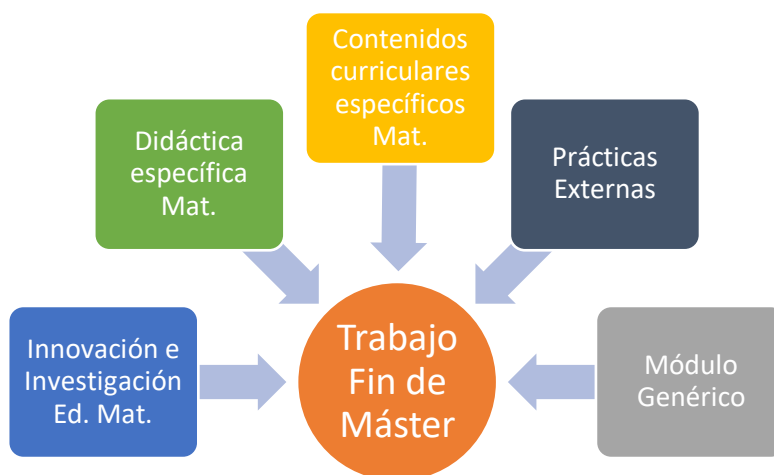 Contenidos
curriculares
específicos
Mat.
Didáctica
específica
Mat.
Prácticas
Externas
Innovación e
Investigación
Ed. Mat.
Trabajo
Fin de
Máster
Módulo
Genérico